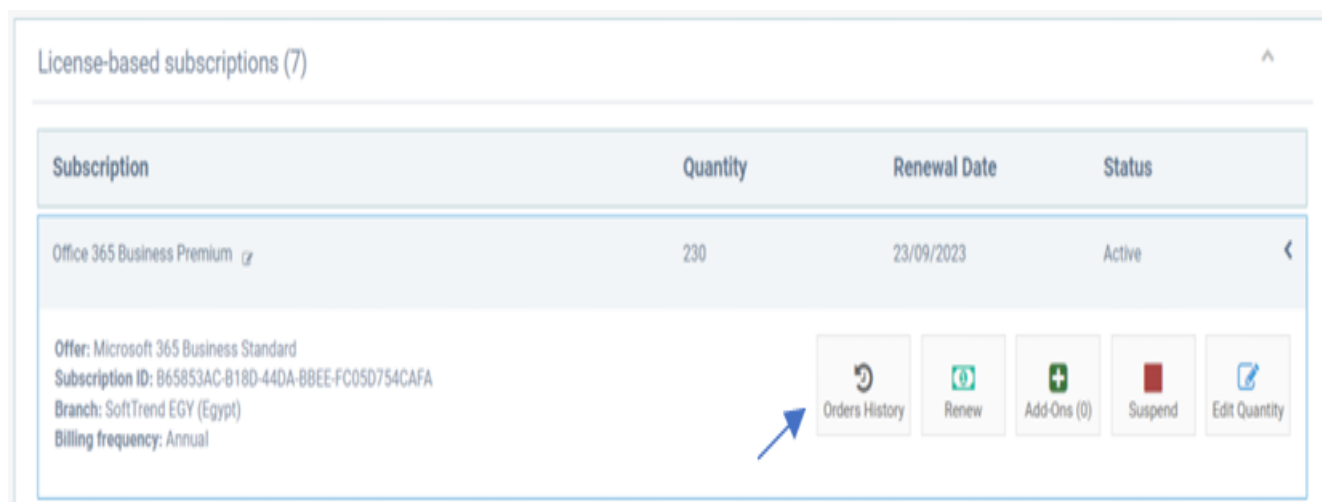 License-based subscriptions (7)
Subscription Quantity Renewal Date Status
Office 365 Business Premium 230 23/09/2023 Active
Offer: Microsoft 365 Business Standard
Subscription ID: B65853AC-B18D-44DA-BBEE-FC05D754CAFA
Branch: SoftTrend EGY (Egypt)
Billing frequency: Annual
Orders History Renew Add-Ons (0) Suspend Edit Quantity